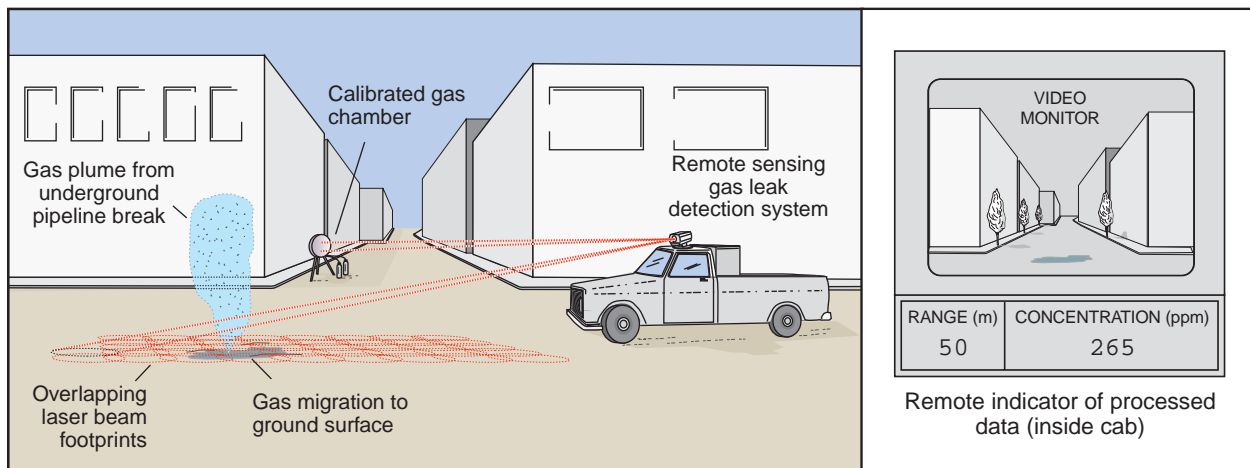 Calibrated gas
chamber
Gas plume from
underground
pipeline break
Remote sensing
gas leak
detection system
Overlapping
laser beam
footprints
Gas migration to
ground surface
VIDEO
MONITOR
RANGE (m)
CONCENTRATION (ppm)
50
265
Remote indicator of processed
data (inside cab)